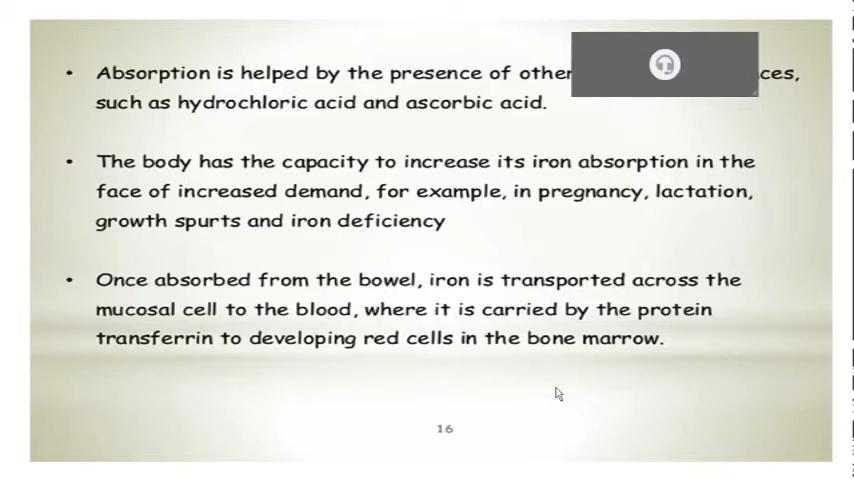 • Absorption is helped by the presence of other
such as hydrochloric acid and ascorbic acid.
• The body has the capacity to increase its iron absorption in the
face of increased demand, for example, in pregnancy, lactation,
growth spurts and iron deficiency
• Once absorbed from the bowel, iron is transported across the
mucosal cell to the blood, where it is carried by the protein
transferrin to developing red cells in the bone marrow.
16